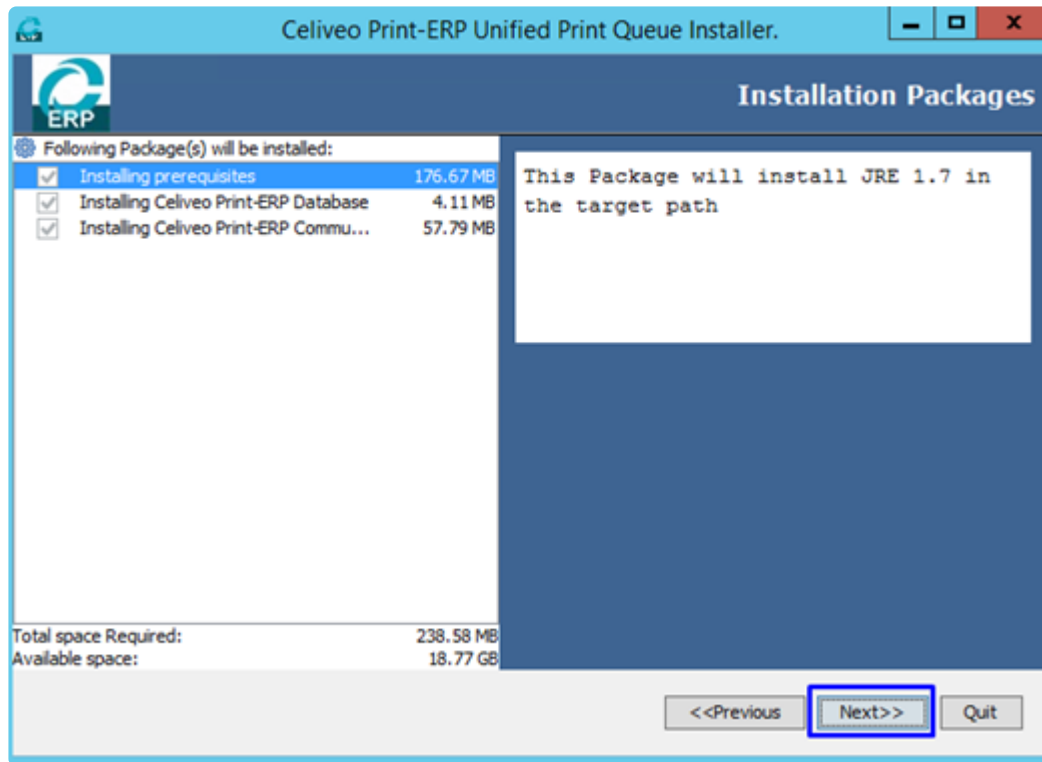 Celiveo Print-ERP Unified Print Queue Installer.
ERP
Installation Packages
Following Package(s) will be installed:
Installing prerequisites 176.67 MB
Installing Celiveo Print-ERP Database 4.11 MB
Installing Celiveo Print-ERP Commu... 57.79 MB
This Package will install JRE 1.7 in
the target path
Total space Required: 238.58 MB
Available space: 18.77 GB
<<Previous Next>> Quit